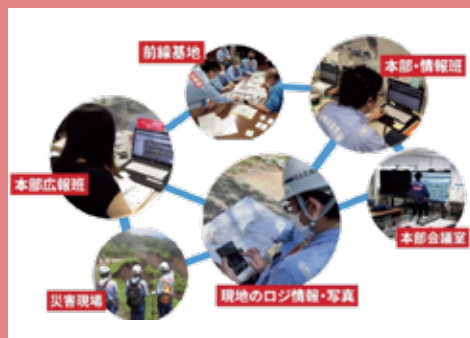 前線基地
本部・情報班
本部広報班
本部会議室
災害現場
現地のロジ情報・写真